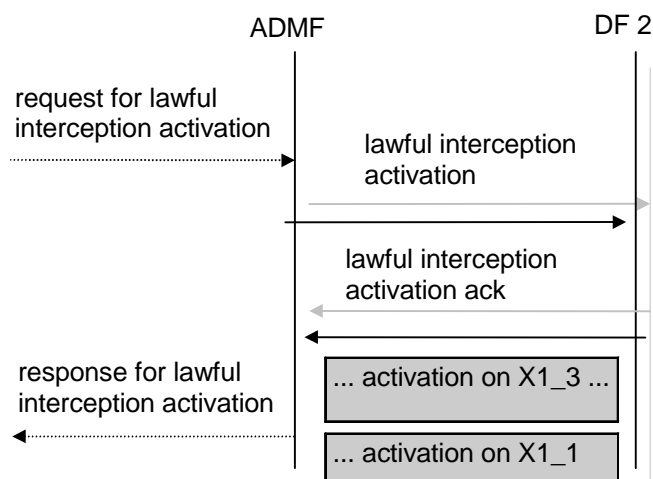 ADMF
DF 2
request for lawful
interception activation
lawful interception
activation
lawful interception
activation ack
response for lawful
interception activation
... activation on X1_3 ...
... activation on X1_1